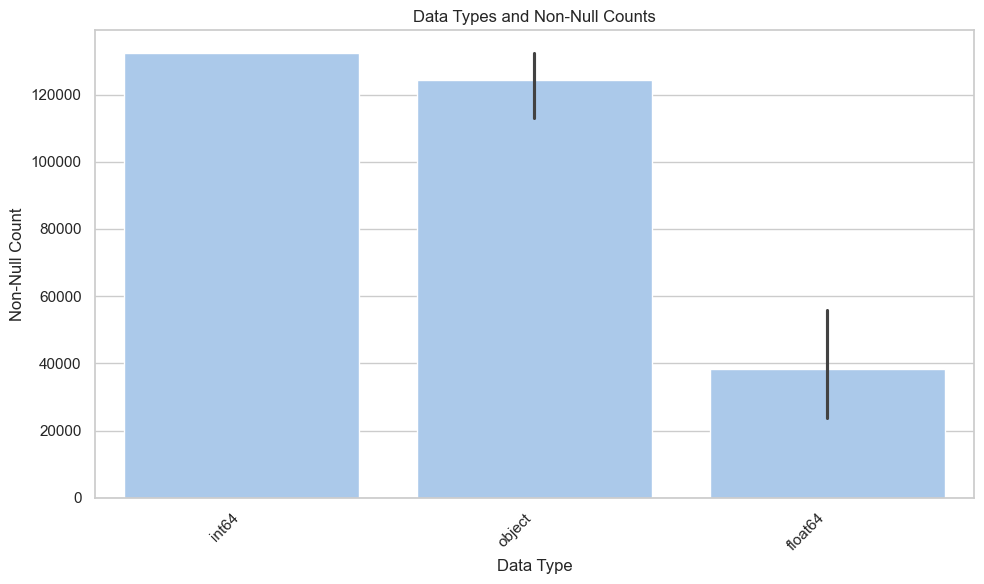 Data Types and Non-Null Counts
Non-Null Count
120000
100000
80000
60000
40000
20000
0
int64
object
float64
Data Type